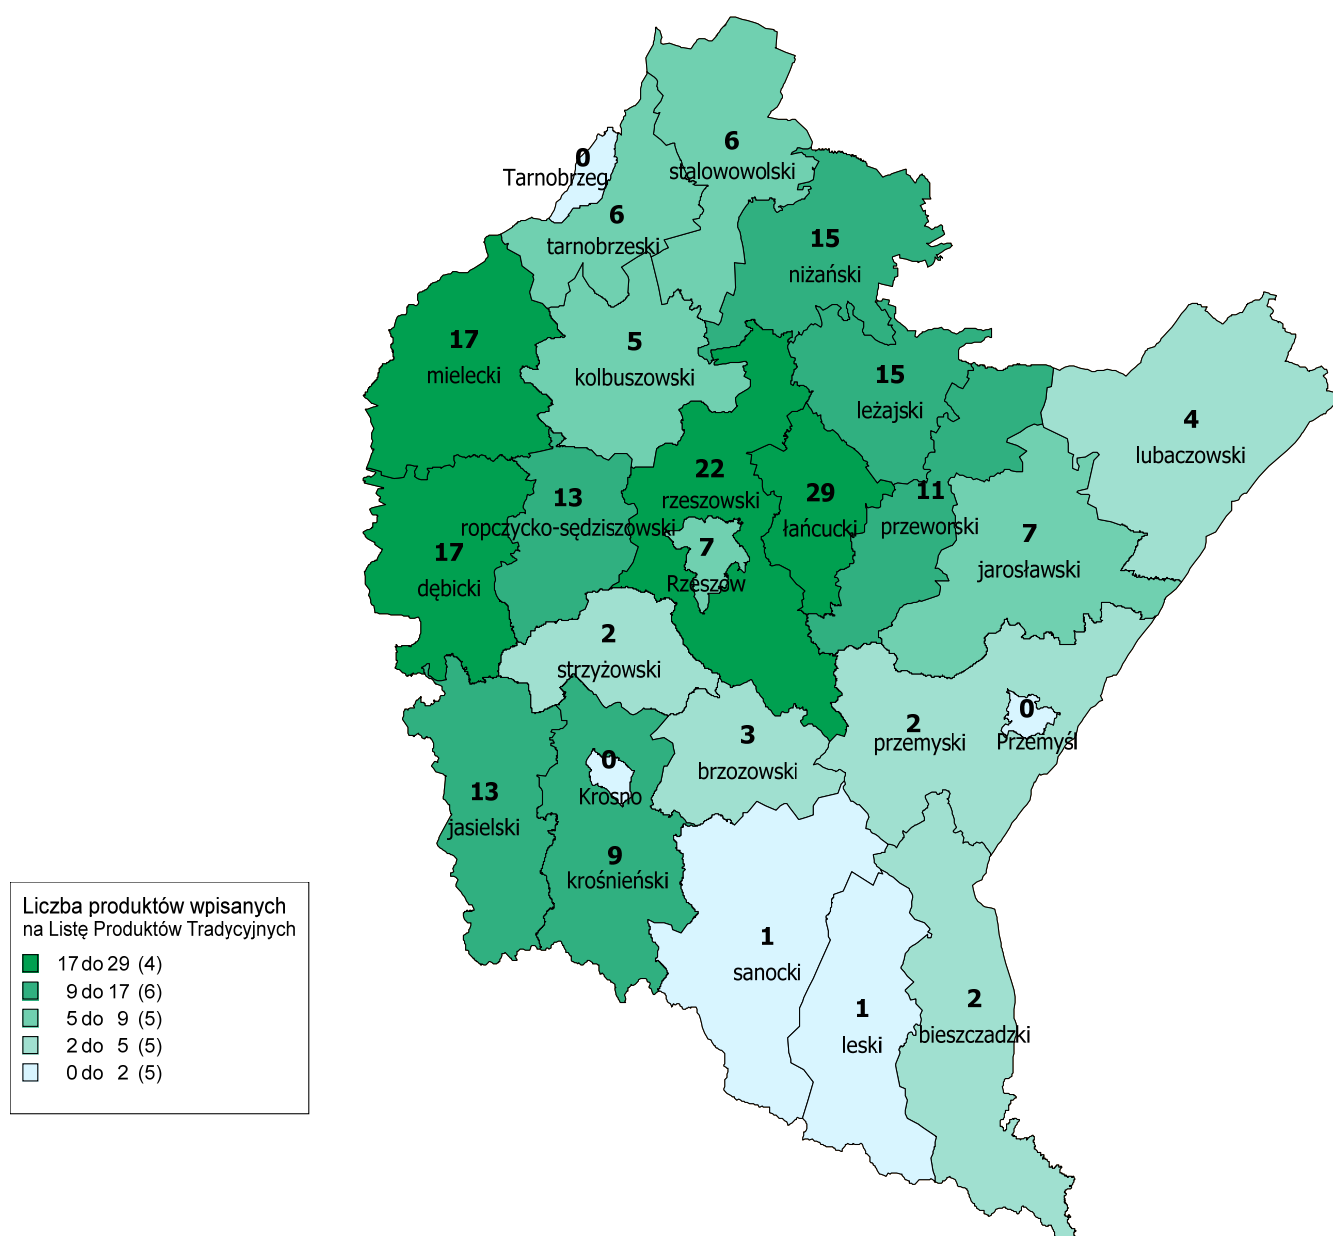 6
stalowowolski
0
Tarnobrzeg
6
tarnobrzeski
15
niżański
17
mielecki
5
kolbuszowski
15
leżajski
4
lubaczowski
22
rzeszowski
29
łańcucki
11
przeworski
13
ropczycko-sędziszowski
7
jarosławski
17
dębicki
7
Rzeszów
2
strzyżowski
0
Przemyśl
2
przemyski
3
brzozowski
0
Krosno
13
jasielski
9
krośnieński
1
sanocki
1
leski
2
bieszczadzki
Liczba produktów wpisanych
na Listę Produktów Tradycyjnych
17 do 29 (4)
9 do 17 (6)
5 do 9 (5)
2 do 5 (5)
0 do 2 (5)